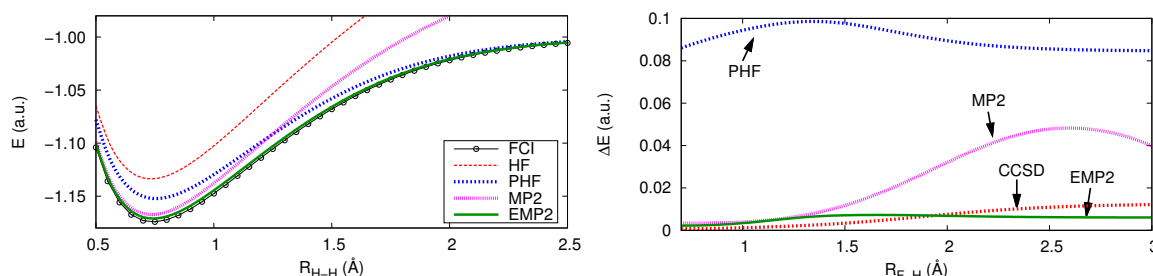 −1.00
−1.05
−1.10
−1.15
E (a.u.)
0.5
1
1.5
2
2.5
R_H−H (Å)
FCI
HF
PHF
MP2
EMP2
0.1
0.08
0.06
0.04
0.02
0
ΔE (a.u.)
PHF
MP2
CCSD
EMP2
1
1.5
2
2.5
3
R_F−H (Å)